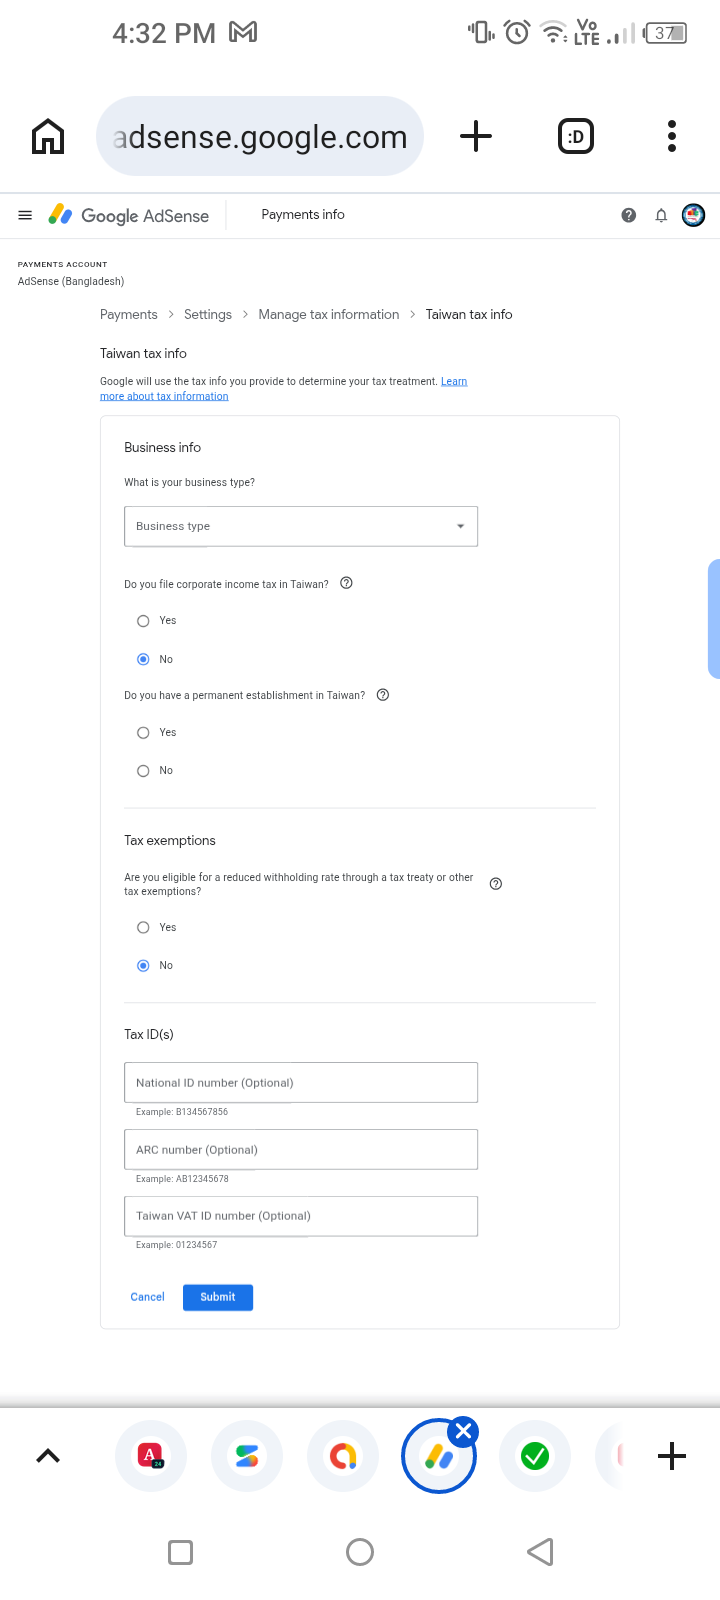 4:32 PM
Vo
LTE
37
adsense.google.com
:D
Google AdSense
Payments info
PAYMENTS ACCOUNT
AdSense (Bangladesh)
Payments > Settings > Manage tax information > Taiwan tax info
Taiwan tax info
Google will use the tax info you provide to determine your tax treatment. Learn
more about tax information
Business info
What is your business type?
Business type
Do you file corporate income tax in Taiwan?
Yes
No
Do you have a permanent establishment in Taiwan?
Yes
No
Tax exemptions
Are you eligible for a reduced withholding rate through a tax treaty or other
tax exemptions?
Yes
No
Tax ID(s)
National ID number (Optional)
Example: B134567856
ARC number (Optional)
Example: AB12345678
Taiwan VAT ID number (Optional)
Example: 01234567
Cancel
Submit
A
24